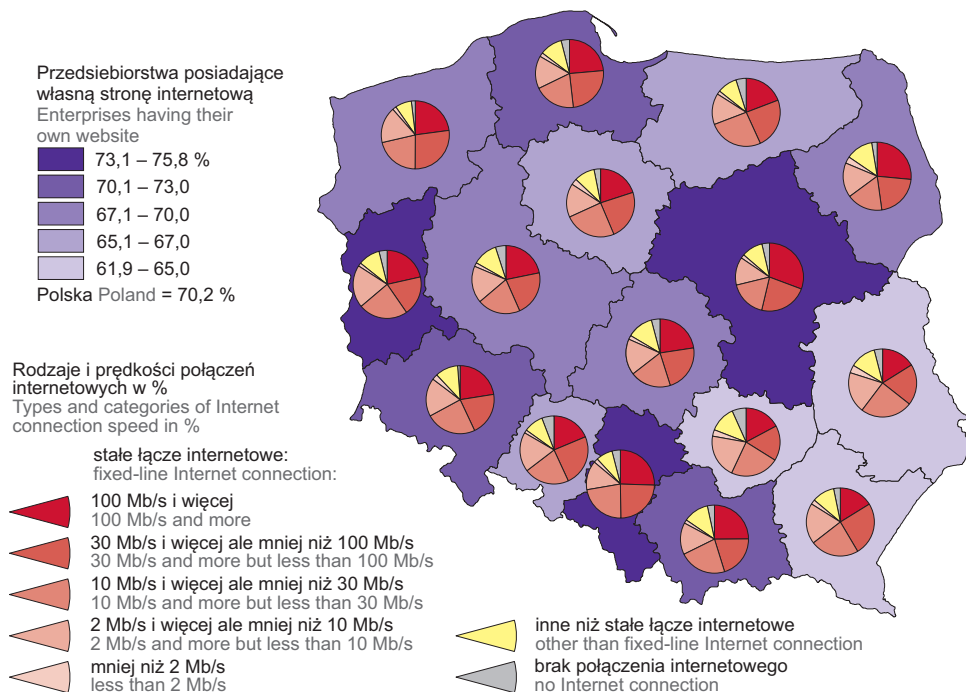 Przedsiebiorstwa posiadające
własną stronę internetową
Enterprises having their
own website
73,1 – 75,8 %
70,1 – 73,0
67,1 – 70,0
65,1 – 67,0
61,9 – 65,0
Polska Poland = 70,2 %
Rodzaje i prędkości połączeń
internetowych w %
Types and categories of Internet
connection speed in %
stałe łącze internetowe:
fixed-line Internet connection:
100 Mb/s i więcej
100 Mb/s and more
30 Mb/s i więcej ale mniej niż 100 Mb/s
30 Mb/s and more but less than 100 Mb/s
10 Mb/s i więcej ale mniej niż 30 Mb/s
10 Mb/s and more but less than 30 Mb/s
2 Mb/s i więcej ale mniej niż 10 Mb/s
2 Mb/s and more but less than 10 Mb/s
mniej niż 2 Mb/s
less than 2 Mb/s
inne niż stałe łącze internetowe
other than fixed-line Internet connection
brak połączenia internetowego
no Internet connection